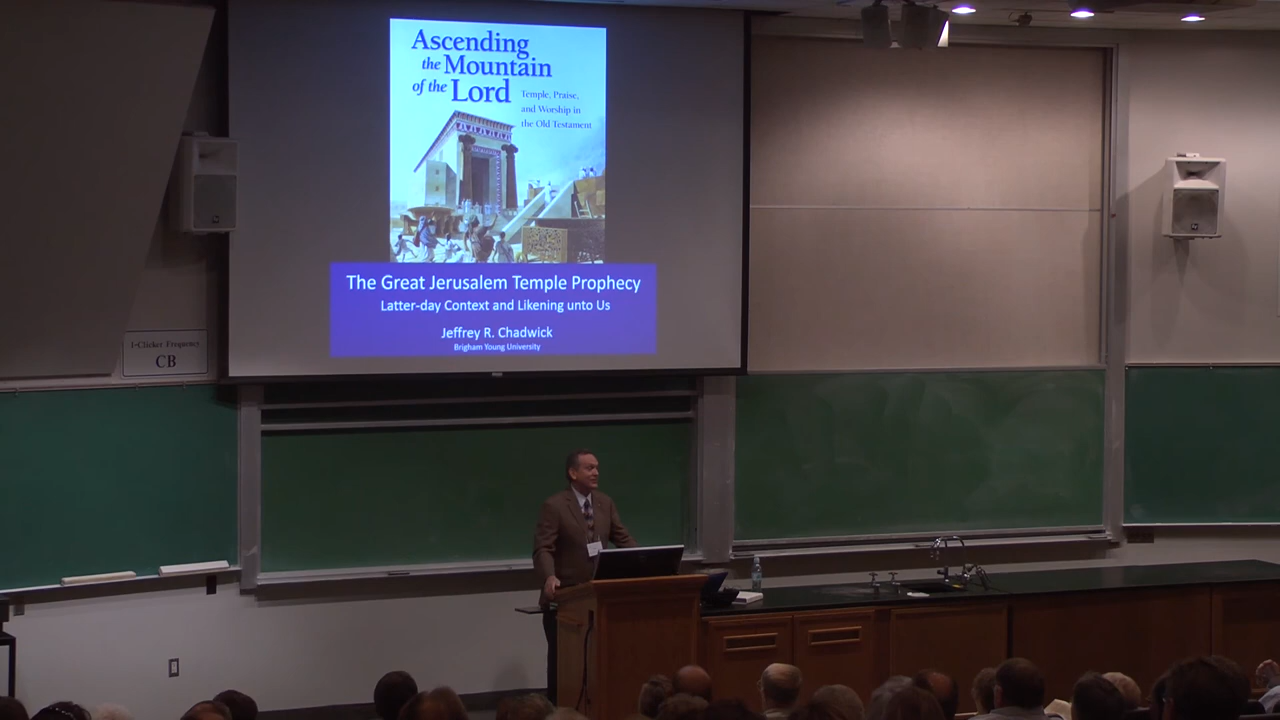 Ascending
the Mountain
of the Lord
Temple, Praise,
and Worship in
the Old Testament
The Great Jerusalem Temple Prophecy
Latter-day Context and Likening unto Us
Jeffrey R. Chadwick
Brigham Young University
I-Clicker Frequency
CB